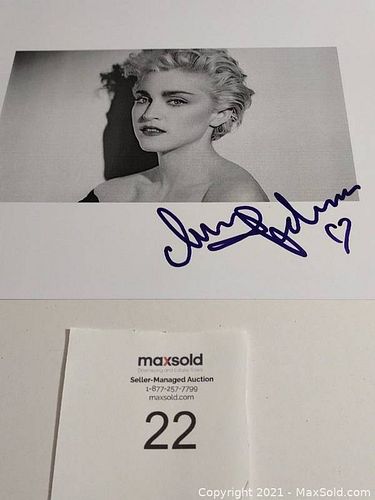 maxsold
Downsizing and Estate Sales
Seller-Managed Auction
1-877-257-7799
maxsold.com
22
Copyright 2021 - MaxSold.com